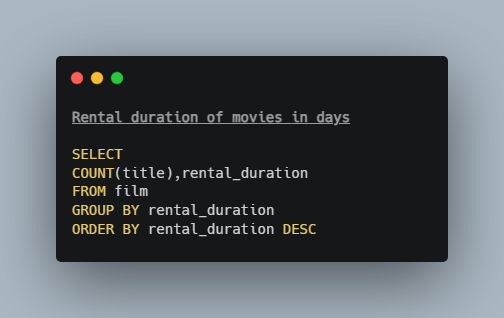 Rental duration of movies in days
SELECT
COUNT(title),rental_duration
FROM film
GROUP BY rental_duration
ORDER BY rental_duration DESC